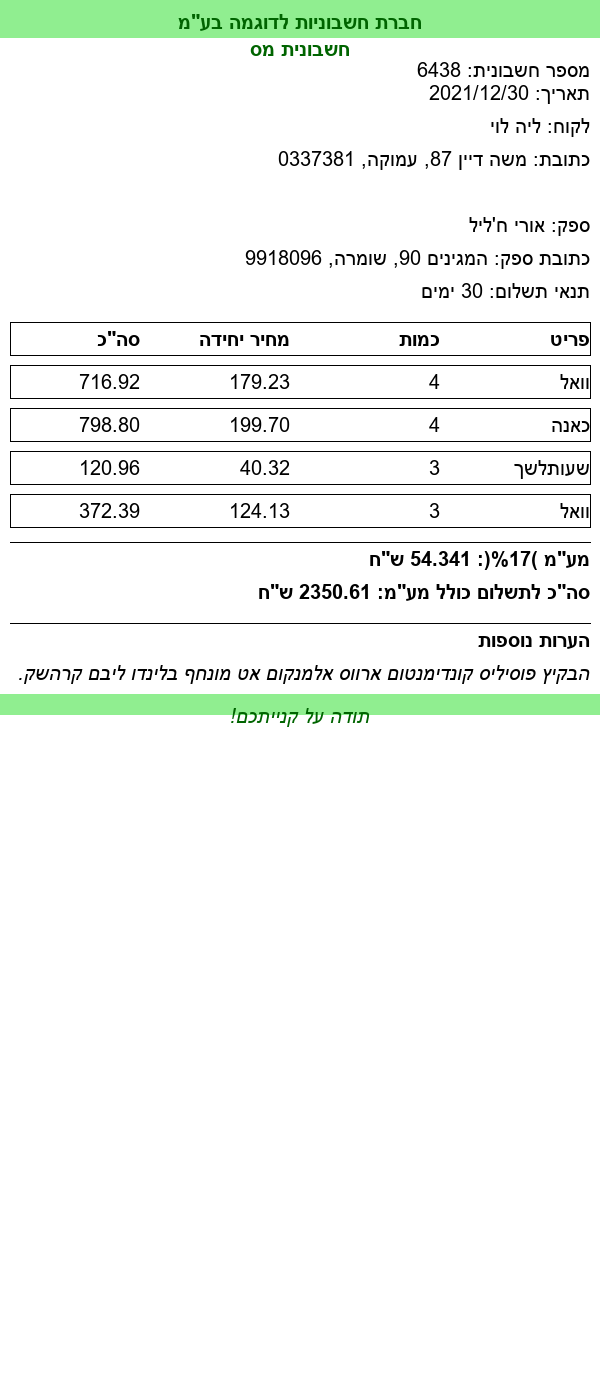 חברת חשבוניות לדוגמה בע"מ
חשבונית מס
מספר חשבונית: 6438
תאריך: 2021/12/30
לקוח: ליה לוי
כתובת: משה דיין 87, עמוקה, 0337381
ספק: אורי ח'ליל
כתובת ספק: המגינים 90, שומרה, 9918096
תנאי תשלום: 30 ימים
פריט כמות מחיר יחידה סה"כ
וואל 4 179.23 716.92
כאנה 4 199.70 798.80
שעותלשך 3 40.32 120.96
וואל 3 124.13 372.39
מע"מ )17%(: 54.341 ש"ח
סה"כ לתשלום כולל מע"מ: 2350.61 ש"ח
הערות נוספות
הבקיץ פוסיליס קונדימנטום ארווס אלמנקום אט מונחף בלינדו ליבם קרהשק.
תודה על קנייתכם!